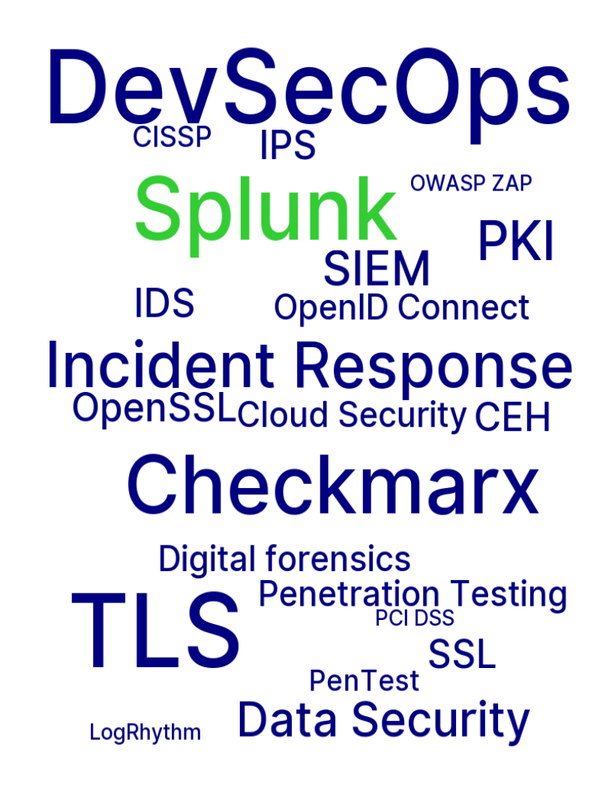 DevSecOps
CISSP
IPS
Splunk
OWASP ZAP
PKI
SIEM
IDS
OpenID Connect
Incident Response
OpenSSL
Cloud Security
CEH
Checkmarx
Digital forensics
TLS
Penetration Testing
PCI DSS
SSL
PenTest
Data Security
LogRhythm